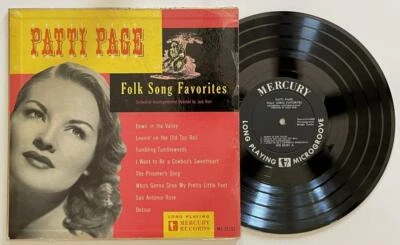 PATTI PAGE
Folk Song Favorites
Orchestral Accompaniment Directed by Jack Rael
Down in the Valley
Leanin' on the Old Top Rail
Tumbling Tumbleweeds
I Want to Be a Cowboy's Sweetheart
The Prisoner's Song
Who's Gonna Shoe My Pretty Little Feet
San Antonio Rose
Detour
LONG PLAYING
MERCURY
RECORDS
MERCURY
PATTI PAGE
FOLK SONG FAVORITES
LONG PLAYING
MICROGROOVE